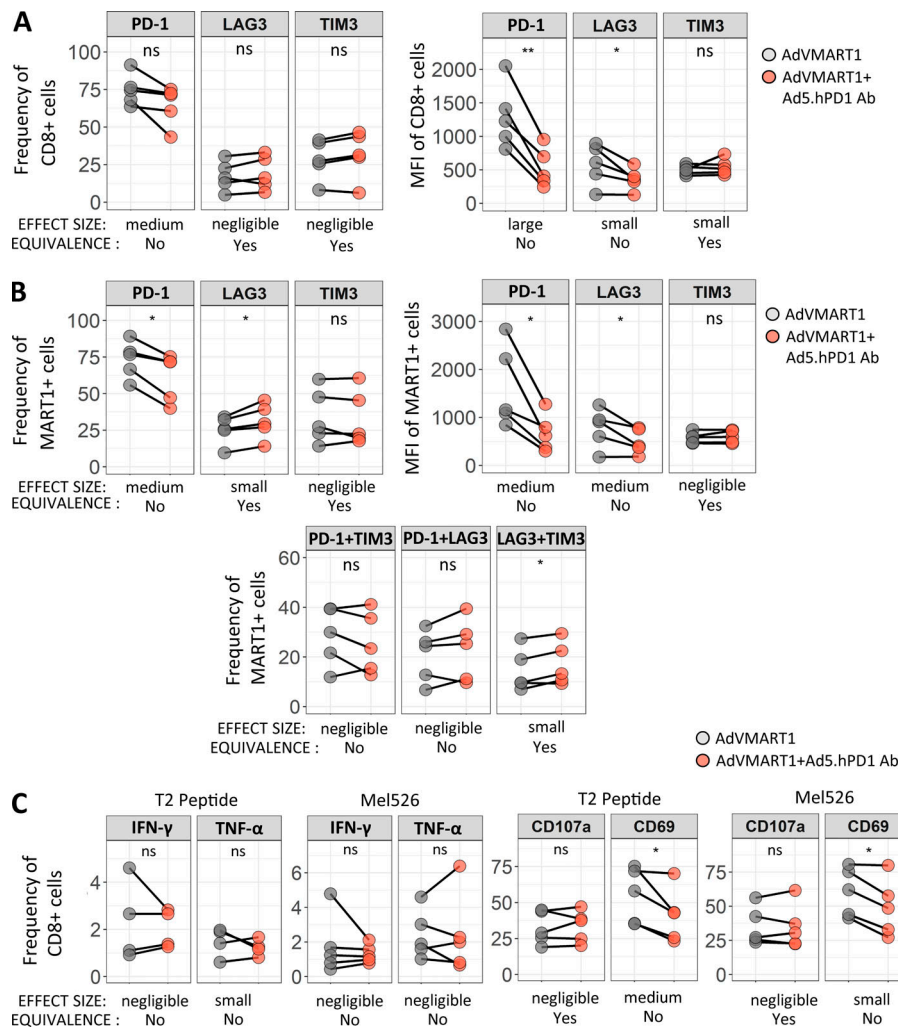 A
PD-1 LAG3 TIM3
ns ns ns
100
75
50
25
0
Frequency of
CD8+ cells
EFFECT SIZE: medium negligible negligible
EQUIVALENCE : No Yes Yes
PD-1 LAG3 TIM3
** * ns
2000
1500
1000
500
0
MFI of CD8+ cells
large small small
No No Yes
AdVMART1
AdVMART1+
Ad5.hPD1 Ab
B
PD-1 LAG3 TIM3
* * ns
100
75
50
25
0
Frequency of
MART1+ cells
EFFECT SIZE: medium small negligible
EQUIVALENCE : No Yes Yes
PD-1 LAG3 TIM3
* * ns
3000
2000
1000
0
MFI of MART1+ cells
medium medium negligible
No No Yes
AdVMART1
AdVMART1+
Ad5.hPD1 Ab
PD-1+TIM3 PD-1+LAG3 LAG3+TIM3
ns ns *
60
40
20
0
Frequency of
MART1+ cells
EFFECT SIZE: negligible negligible small
EQUIVALENCE : No No Yes
AdVMART1
AdVMART1+Ad5.hPD1 Ab
C
T2 Peptide
IFN-γ TNF-α
ns ns
4
2
0
Frequency of
CD8+ cells
EFFECT SIZE: negligible small
EQUIVALENCE : No No
Mel526
IFN-γ TNF-α
ns ns
6
4
2
0
negligible negligible
No No
T2 Peptide
CD107a CD69
ns *
75
50
25
0
negligible medium
Yes No
Mel526
CD107a CD69
ns *
75
50
25
0
negligible small
Yes No